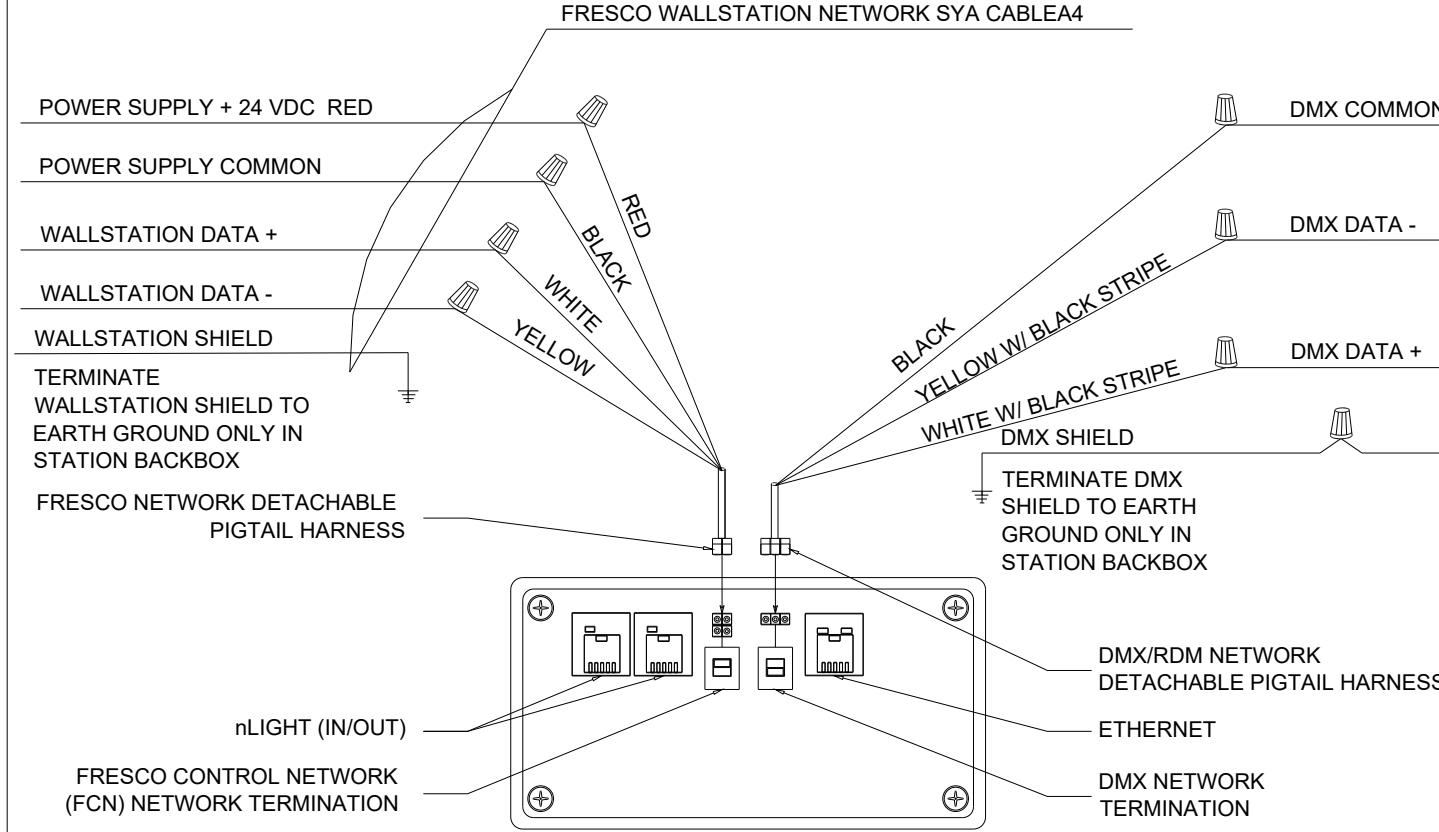 FRESCO WALLSTATION NETWORK SYA CABLEA4
POWER SUPPLY + 24 VDC  RED
POWER SUPPLY COMMON
WALLSTATION DATA +
WALLSTATION DATA -
WALLSTATION SHIELD
TERMINATE
WALLSTATION SHIELD TO
EARTH GROUND ONLY IN
STATION BACKBOX
RED
BLACK
WHITE
YELLOW
DMX COMMON
DMX DATA -
DMX DATA +
BLACK
YELLOW W/ BLACK STRIPE
WHITE W/ BLACK STRIPE
DMX SHIELD
TERMINATE DMX
SHIELD TO EARTH
GROUND ONLY IN
STATION BACKBOX
FRESCO NETWORK DETACHABLE
PIGTAIL HARNESS
nLIGHT (IN/OUT)
FRESCO CONTROL NETWORK
(FCN) NETWORK TERMINATION
DMX/RDM NETWORK
DETACHABLE PIGTAIL HARNESS
ETHERNET
DMX NETWORK
TERMINATION